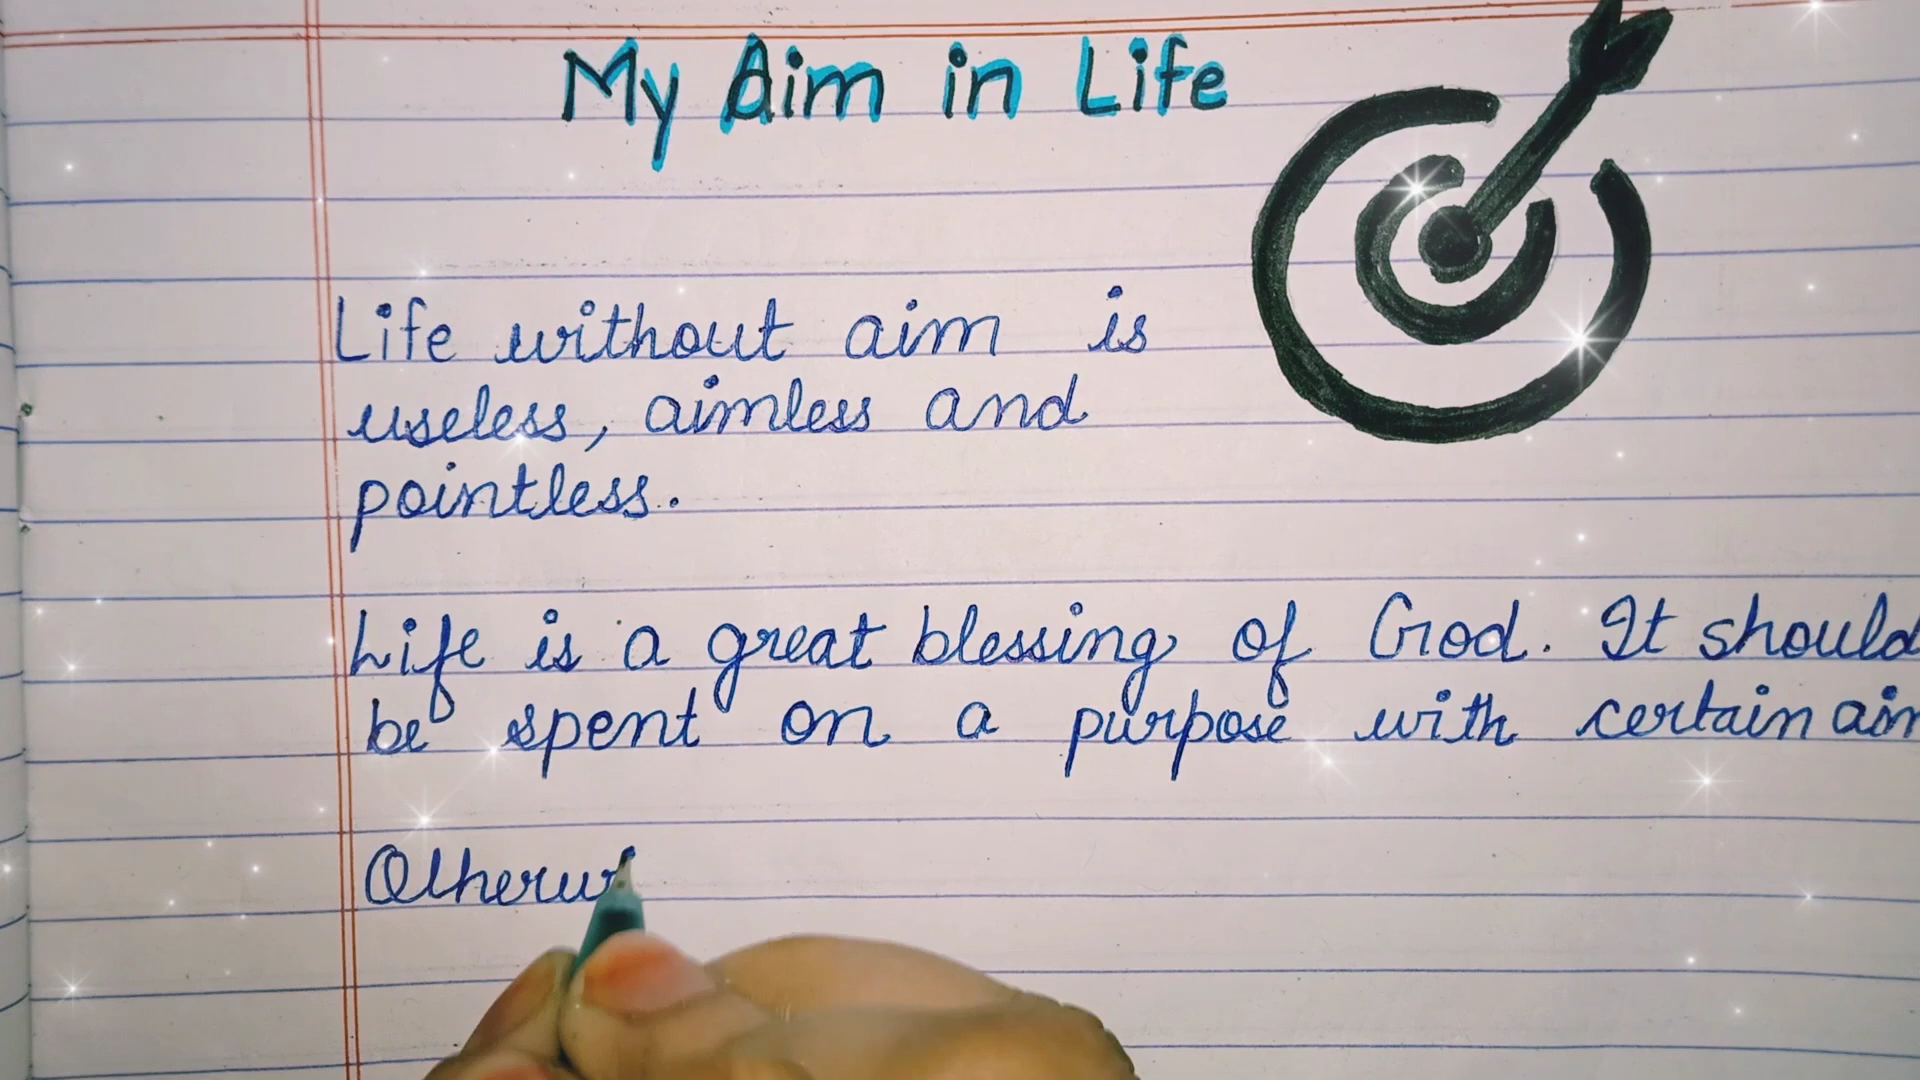 My Aim in Life
Life without aim is
useless, aimless and
pointless.
Life is a great blessing of God. It should
be spent on a purpose with certain aim
Otherw